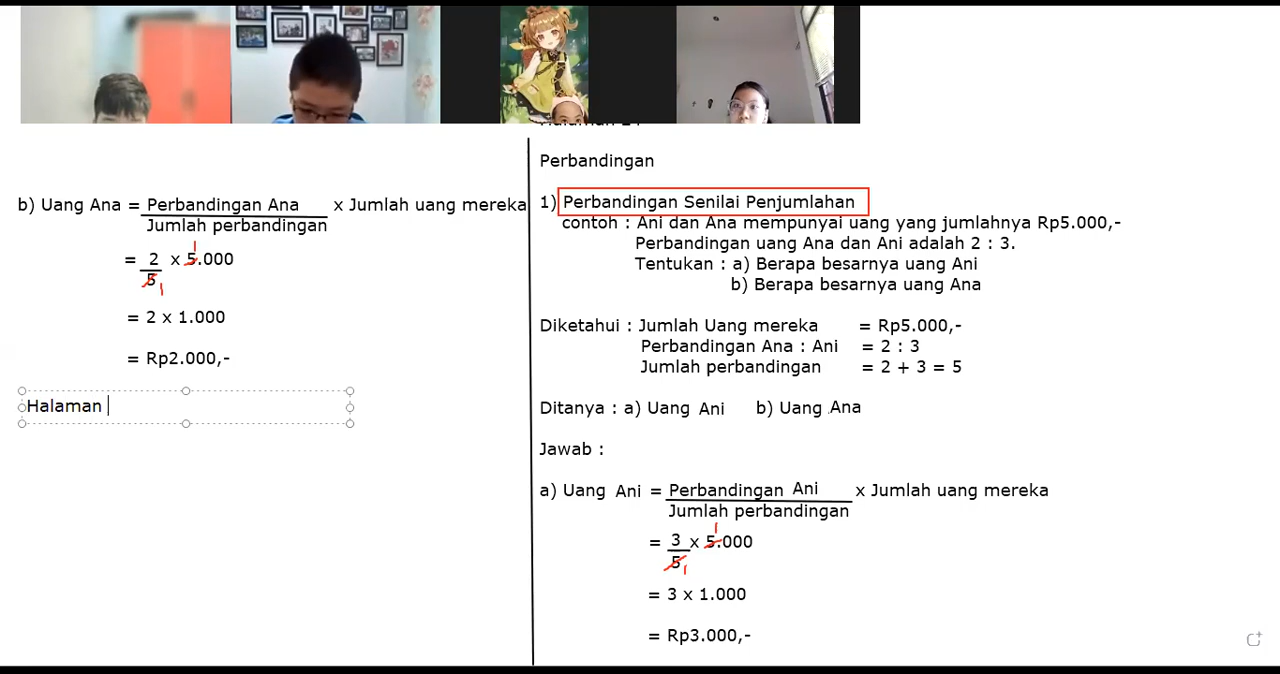 Perbandingan
1) Perbandingan Senilai Penjumlahan
contoh : Ani dan Ana mempunyai uang yang jumlahnya Rp5.000,-
Perbandingan uang Ana dan Ani adalah 2 : 3.
Tentukan : a) Berapa besarnya uang Ani
b) Berapa besarnya uang Ana
Diketahui : Jumlah Uang mereka = Rp5.000,-
Perbandingan Ana : Ani = 2 : 3
Jumlah perbandingan = 2 + 3 = 5
Ditanya : a) Uang Ani b) Uang Ana
Jawab :
a) Uang Ani = Perbandingan Ani x Jumlah uang mereka
Jumlah perbandingan
1
= 3 x 5.000
5 1
= 3 x 1.000
= Rp3.000,-
b) Uang Ana = Perbandingan Ana x Jumlah uang mereka
Jumlah perbandingan
1
= 2 x 5.000
5 1
= 2 x 1.000
= Rp2.000,-
Halaman